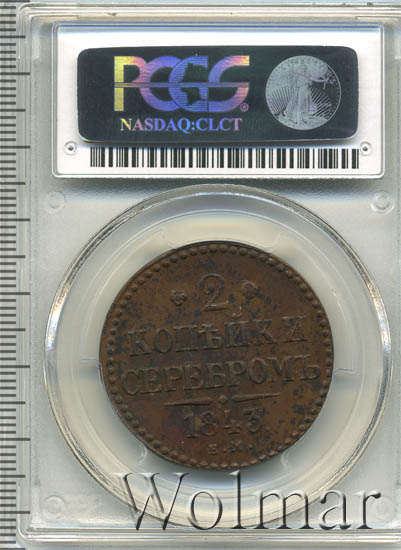 PCGS
NASDAQ:CLCT
2
КОПѢЙКИ
СЕРЕБРОМЪ
1843
Е.М.
Wolmar